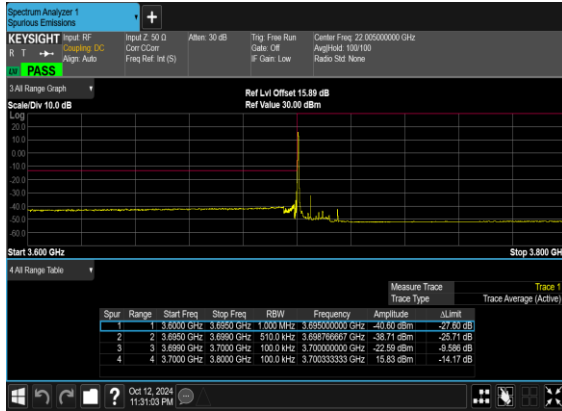 Spectrum Analyzer 1
Spurious Emissions
KEYSIGHT Input: RF Input Z: 50 Ω Atten: 30 dB Trig: Free Run Center Freq: 22.005000000 GHz
R T Coupling: DC Corr CCorr Gate: Off Avg|Hold: 100/100
Align: Auto Freq Ref: Int (S) IF Gain: Low Radio Std: None
PASS
3 All Range Graph
Ref Lvl Offset 15.89 dB
Scale/Div 10.0 dB Ref Value 30.00 dBm
Log
20.0
10.0
0.00
-10.0
-20.0
-30.0
-40.0
-50.0
-60.0
Start 3.600 GHz Stop 3.800 GH
4 All Range Table
Measure Trace Trace 1
Trace Type Trace Average (Active)
Spur Range Start Freq Stop Freq RBW Frequency Amplitude ΔLimit
1 1 3.6000 GHz 3.6950 GHz 1.000 MHz 3.695000000 GHz -40.60 dBm -27.60 dB
2 2 3.6950 GHz 3.6990 GHz 510.0 kHz 3.698766667 GHz -38.71 dBm -25.71 dB
3 3 3.6990 GHz 3.7000 GHz 100.0 kHz 3.700000000 GHz -22.59 dBm -9.586 dB
4 4 3.7000 GHz 3.8000 GHz 100.0 kHz 3.700333333 GHz 15.83 dBm -14.17 dB
? Oct 12, 2024
11:31:03 PM